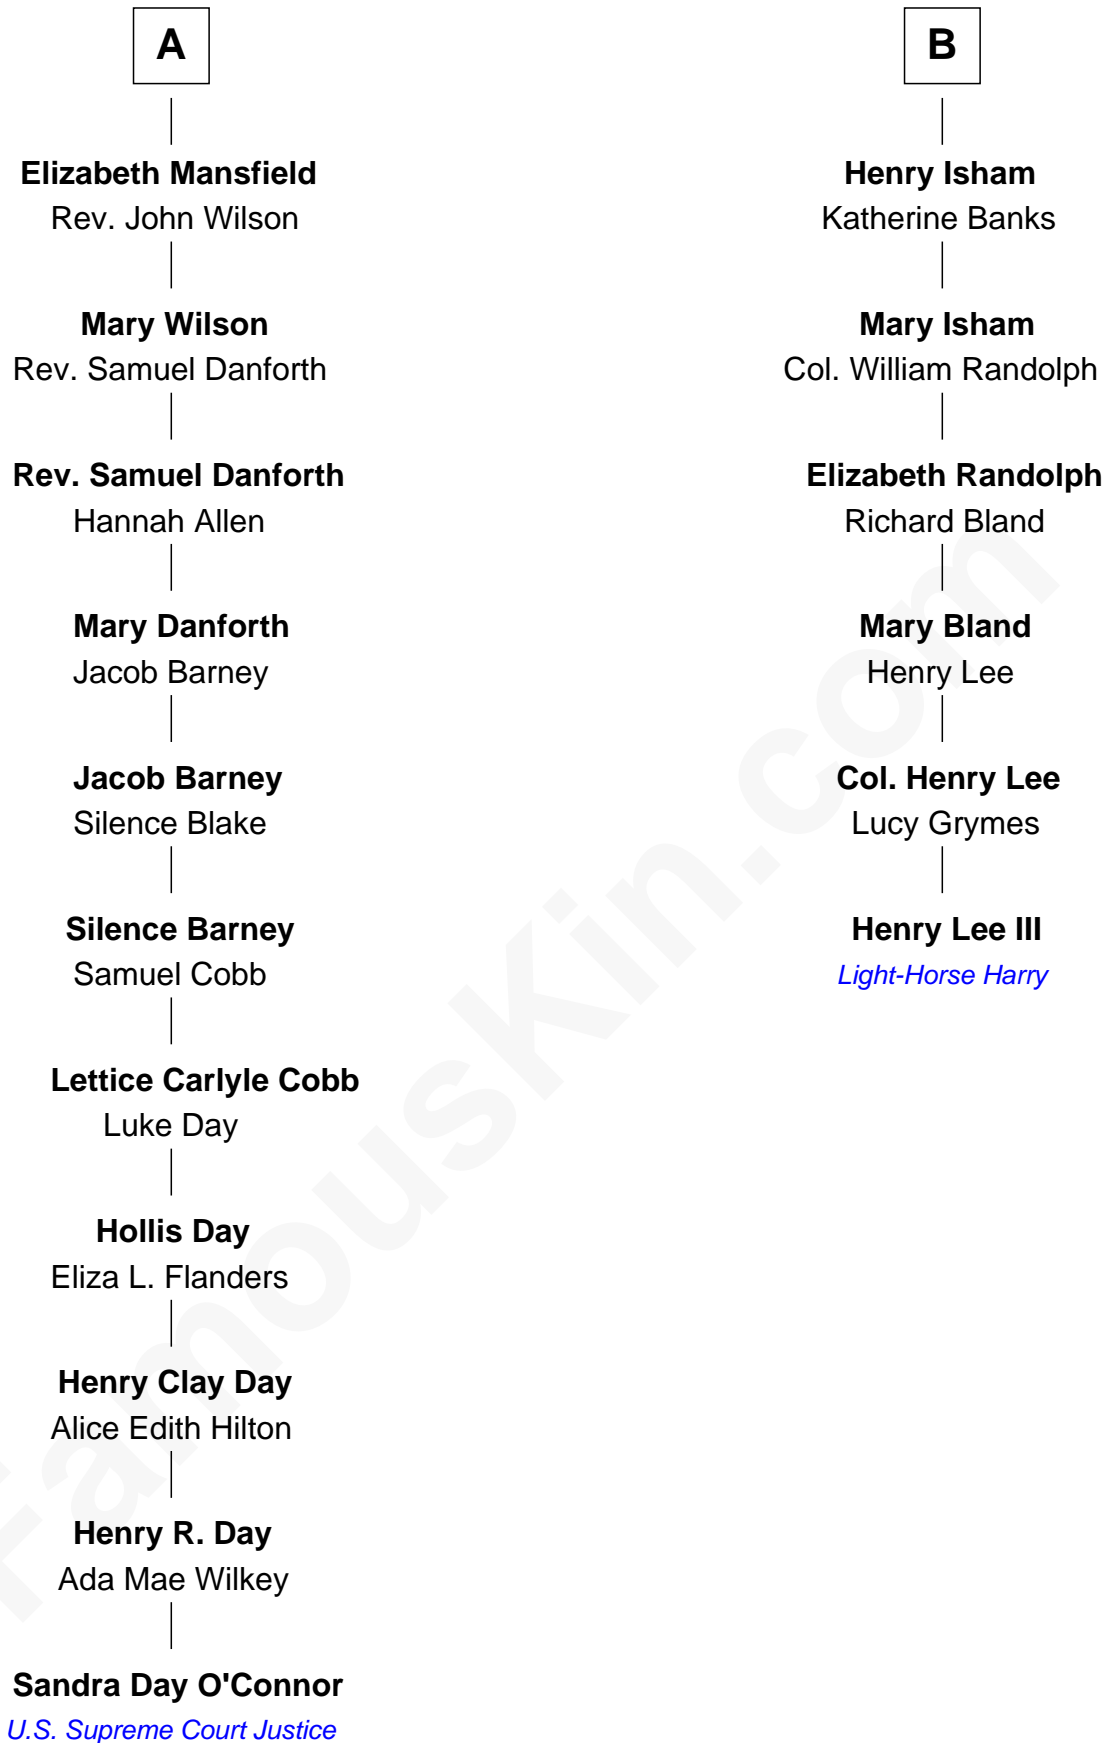 A
Elizabeth Mansfield
Rev. John Wilson
Mary Wilson
Rev. Samuel Danforth
Rev. Samuel Danforth
Hannah Allen
Mary Danforth
Jacob Barney
Jacob Barney
Silence Blake
Silence Barney
Samuel Cobb
Lettice Carlyle Cobb
Luke Day
Hollis Day
Eliza L. Flanders
Henry Clay Day
Alice Edith Hilton
Henry R. Day
Ada Mae Wilkey
Sandra Day O'Connor
U.S. Supreme Court Justice
B
Henry Isham
Katherine Banks
Mary Isham
Col. William Randolph
Elizabeth Randolph
Richard Bland
Mary Bland
Henry Lee
Col. Henry Lee
Lucy Grymes
Henry Lee III
Light-Horse Harry
FamousKin.com